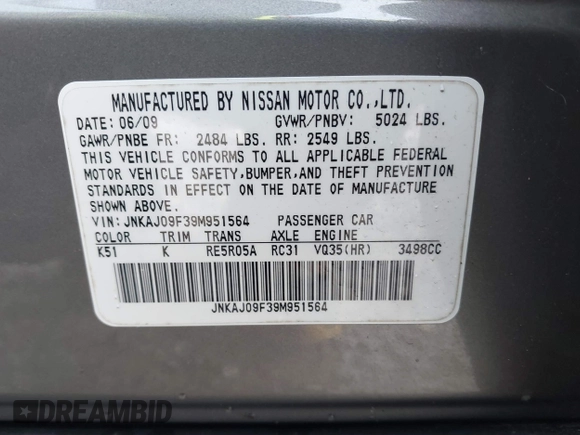 MANUFACTURED BY NISSAN MOTOR CO.,LTD.
DATE: 06/09 GVWR/PNBV: 5024 LBS.
GAWR/PNBE FR: 2484 LBS. RR: 2549 LBS.
THIS VEHICLE CONFORMS TO ALL APPLICABLE FEDERAL
MOTOR VEHICLE SAFETY,BUMPER,AND THEFT PREVENTION
STANDARDS IN EFFECT ON THE DATE OF MANUFACTURE
SHOWN ABOVE.
VIN: JNKAJ09F39M951564 PASSENGER CAR
COLOR TRIM TRANS AXLE ENGINE
K51 K RE5R05A RC31 VQ35(HR) 3498CC
JNKAJ09F39M951564
DREAMBID